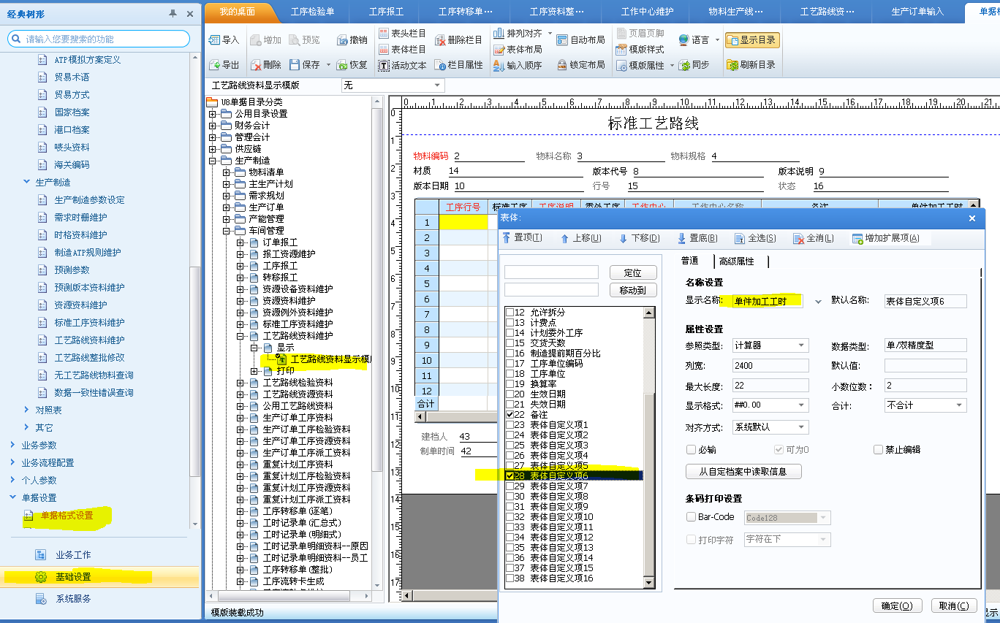 经典树形
请输入您要搜索的功能
ATP模拟方案定义
贸易术语
贸易方式
国家档案
港口档案
唛头资料
海关编码
生产制造
生产制造参数设定
需求时栅维护
时格资料维护
制造ATP规则维护
预测参数
预测版本资料维护
资源资料维护
标准工序资料维护
工艺路线资料维护
工艺路线整批修改
无工艺路线物料查询
数据一致性错误查询
对照表
其它
业务参数
业务流程配置
个人参数
单据设置
单据格式设置
业务工作
基础设置
系统服务
我的桌面 工序检验单 工序报工 工序转移单… 工序资料整… 工作中心维护 物料生产线… 工艺路线资… 生产订单输入 单据格
导入 增加 预览 撤销 表头栏目 删除栏目 排列对齐 自动布局 页眉页脚 语言 显示目录
表体栏目 表体布局 模版样式
导出 删除 保存 恢复 活动文本 栏目属性 输入顺序 锁定布局 模版属性 同步 刷新目录
工艺路线资料显示模版 无
U8单据目录分类
公用目录设置
财务会计
管理会计
供应链
生产制造
物料清单
主生产计划
需求规划
生产订单
产能管理
车间管理
订单报工
报工资源维护
工序报工
转移报工
资源设备资料维护
资源资料维护
资源例外资料维护
标准工序资料维护
工艺路线资料维护
显示
工艺路线资料显示模版
打印
工艺路线检验资料
工艺路线资源资料
公用工艺路线资料
生产订单工序资料
生产订单工序检验资料
生产订单工序资源资料
生产订单工序派工资料
重复计划工序资料
重复计划工序检验资料
重复计划工序资源资料
重复计划工序派工资料
工序转移单(逐笔)
工时记录单(汇总式)
工时记录单(明细式)
工时记录单明细资料--原因
工时记录单明细资料--员工
工序转移单(整批)
工序流转卡生成
模版装载成功
0 1 2 3 4 5 6 7 8 9 10 11 12 13 14 15 16 17 18 19 20 21
0
1
2
3
4
5
6
7
8
9
10
11
12
13
14
15
16
17
标准工艺路线
物料编码 2 物料名称 3 物料规格 4
材质 14 版本代号 8 版本说明 9
版本日期 10 行号 15 状态 16
工序行号 标准工序 工序说明 委外工序 工作中心 工作中心名称 备注 单件加工工时
1
2
3
4
5
6
7
8
9
10
11
12
合计
建档人 43
制单时间 42
表体:
置顶(T) 上移(U) 下移(D) 置底(B) 全选(S) 全消(L) 增加扩展项(A)
定位
移动到
12 允许拆分
13 计费点
14 计划委外工序
15 交货天数
16 制造提前期百分比
17 工序单位编码
18 工序单位
19 换算率
20 生效日期
21 失效日期
22 备注
23 表体自定义项1
24 表体自定义项2
25 表体自定义项3
26 表体自定义项4
27 表体自定义项5
28 表体自定义项6
29 表体自定义项7
30 表体自定义项8
31 表体自定义项9
32 表体自定义项10
33 表体自定义项11
34 表体自定义项12
35 表体自定义项13
36 表体自定义项14
37 表体自定义项15
38 表体自定义项16
普通 高级属性
名称设置
显示名称: 单件加工工时 默认名称: 表体自定义项6
属性设置
参照类型: 计算器 数据类型: 单/双精度型
列宽: 2400 默认值:
最大长度: 22 小数位数: 2
显示格式: ##0.00 合计: 不合计
对齐方式: 系统默认
必输 可为0 禁止编辑
从自定档案中读取信息
条码打印设置
Bar-Code Code128
打印字符 字符在下
确定(O) 取消(C)
显示